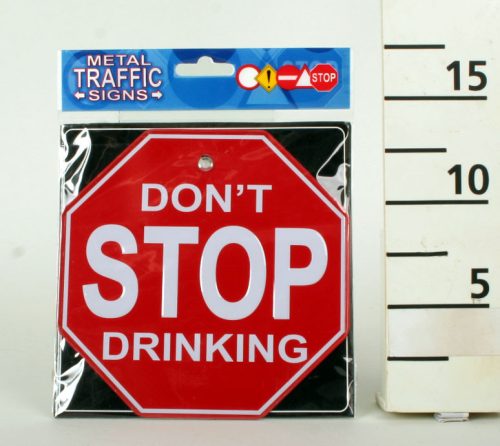 METAL
TRAFFIC
SIGNS
STOP
DON'T
STOP
DRINKING
15
10
5